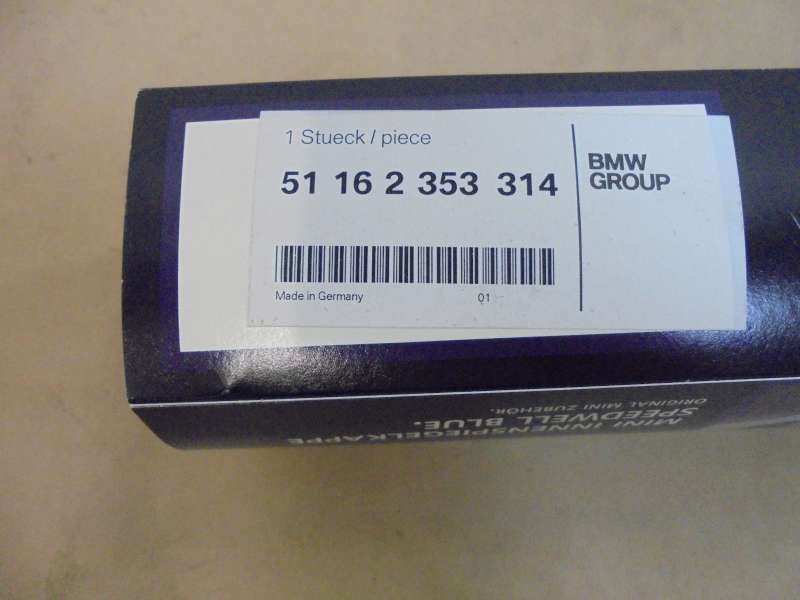 1 Stueck / piece
51 16 2 353 314
BMW
GROUP
Made in Germany
01
MINI INNENSPIEGELKAPPE
SPEEDWELL BLUE.
ORIGINAL MINI ZUBEHÖR.